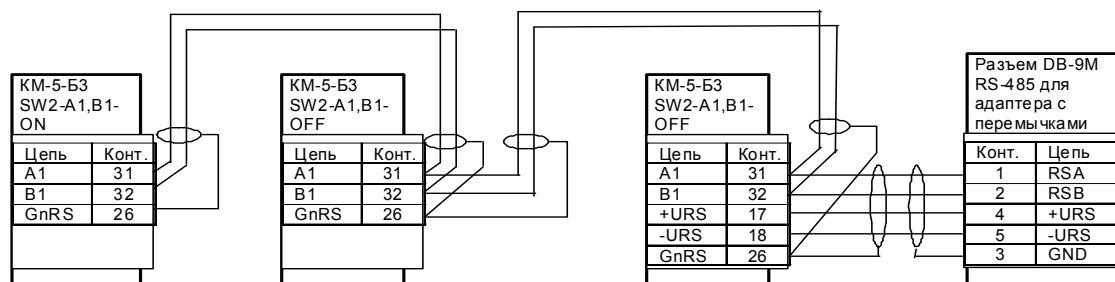 КМ-5-Б3
SW2-A1,B1-
ON
Цепь Конт.
A1 31
B1 32
GnRS 26
КМ-5-Б3
SW2-A1,B1-
OFF
Цепь Конт.
A1 31
B1 32
GnRS 26
КМ-5-Б3
SW2-A1,B1-
OFF
Цепь Конт.
A1 31
B1 32
+URS 17
-URS 18
GnRS 26
Разъем DB-9M
RS-485 для
адаптера с
перемычками
Конт. Цепь
1 RSA
2 RSB
4 +URS
5 -URS
3 GND